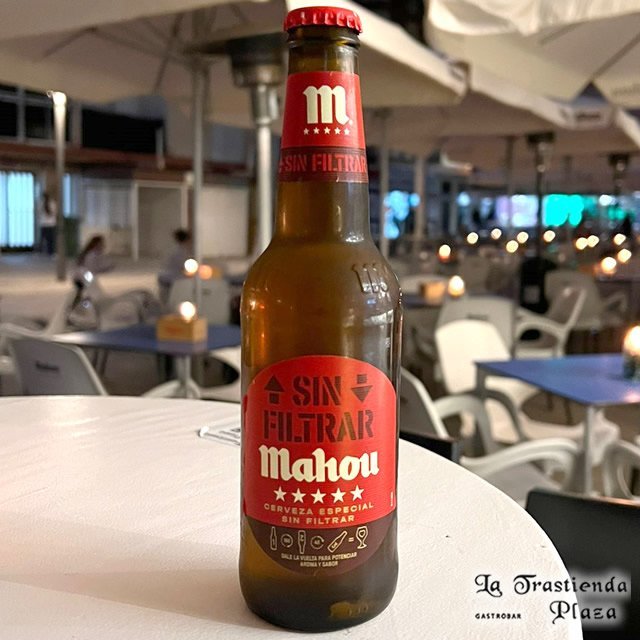 m
SIN FILTRAR
SIN
FILTRAR
Mahou
CERVEZA ESPECIAL
SIN FILTRAR
DALE LA VUELTA PARA POTENCIAR
AROMA Y SABOR
La Trastienda
GASTROBAR Plaza